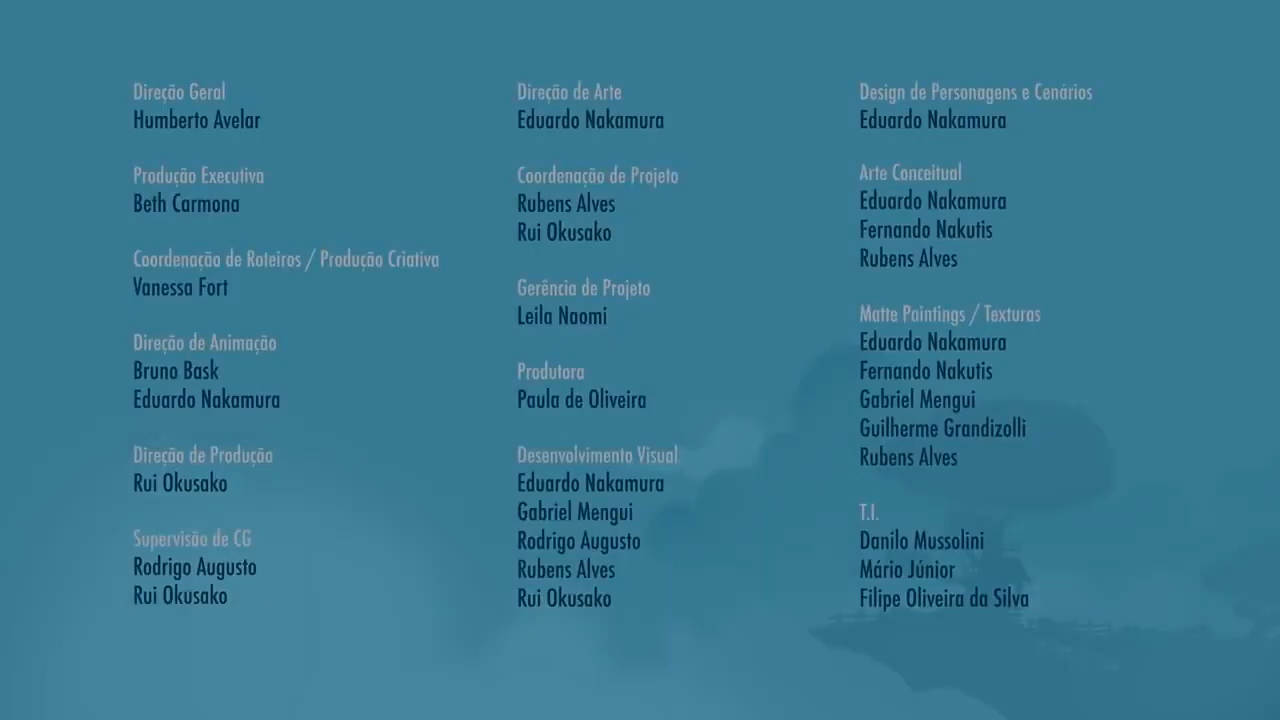 Direção Geral
Humberto Avelar
Produção Executiva
Beth Carmona
Coordenação de Roteiros / Produção Criativa
Vanessa Fort
Direção de Animação
Bruno Bask
Eduardo Nakamura
Direção de Produção
Rui Okusako
Supervisão de CG
Rodrigo Augusto
Rui Okusako
Direção de Arte
Eduardo Nakamura
Coordenação de Projeto
Rubens Alves
Rui Okusako
Gerência de Projeto
Leila Naomi
Produtora
Paula de Oliveira
Desenvolvimento Visual
Eduardo Nakamura
Gabriel Mengui
Rodrigo Augusto
Rubens Alves
Rui Okusako
Design de Personagens e Cenários
Eduardo Nakamura
Arte Conceitual
Eduardo Nakamura
Fernando Nakutis
Rubens Alves
Matte Paintings / Texturas
Eduardo Nakamura
Fernando Nakutis
Gabriel Mengui
Guilherme Grandizolli
Rubens Alves
T.I.
Danilo Mussolini
Mário Júnior
Filipe Oliveira da Silva